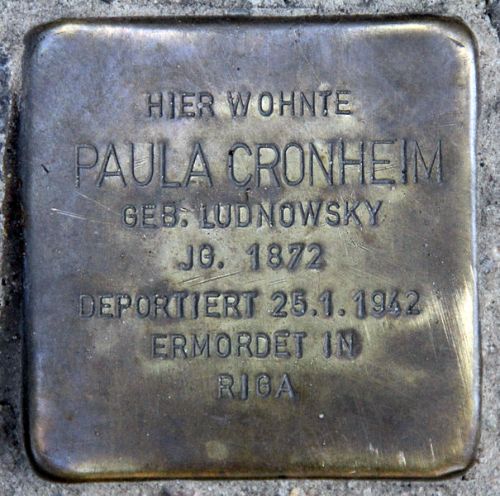 HIER WOHNTE
PAULA CRONHEIM
GEB. LUDNOWSKY
JG. 1872
DEPORTIERT 25.1.1942
ERMORDET IN
RIGA